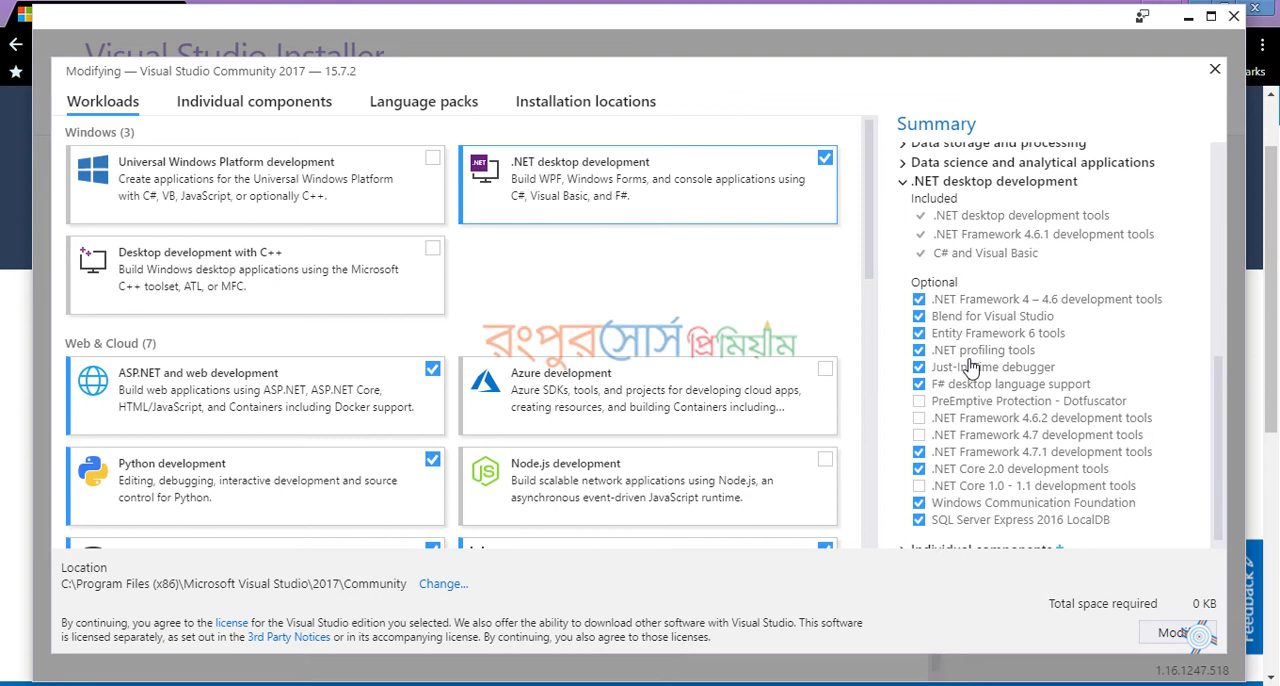 Visual Studio Installer
Modifying — Visual Studio Community 2017 — 15.7.2
Workloads
Individual components
Language packs
Installation locations
Windows (3)
Universal Windows Platform development
Create applications for the Universal Windows Platform
with C#, VB, JavaScript, or optionally C++.
.NET
.NET desktop development
Build WPF, Windows Forms, and console applications using
C#, Visual Basic, and F#.
Desktop development with C++
Build Windows desktop applications using the Microsoft
C++ toolset, ATL, or MFC.
রংপুরসোর্স প্রিমিয়াম
Web & Cloud (7)
ASP.NET and web development
Build web applications using ASP.NET, ASP.NET Core,
HTML/JavaScript, and Containers including Docker support.
Azure development
Azure SDKs, tools, and projects for developing cloud apps,
creating resources, and building Containers including...
Python development
Editing, debugging, interactive development and source
control for Python.
Node.js development
Build scalable network applications using Node.js, an
asynchronous event-driven JavaScript runtime.
Summary
Data storage and processing
Data science and analytical applications
.NET desktop development
Included
.NET desktop development tools
.NET Framework 4.6.1 development tools
C# and Visual Basic
Optional
.NET Framework 4 – 4.6 development tools
Blend for Visual Studio
Entity Framework 6 tools
.NET profiling tools
Just-In-Time debugger
F# desktop language support
PreEmptive Protection - Dotfuscator
.NET Framework 4.6.2 development tools
.NET Framework 4.7 development tools
.NET Framework 4.7.1 development tools
.NET Core 2.0 development tools
.NET Core 1.0 - 1.1 development tools
Windows Communication Foundation
SQL Server Express 2016 LocalDB
Individual components *
Location
C:\Program Files (x86)\Microsoft Visual Studio\2017\Community
Change...
By continuing, you agree to the license for the Visual Studio edition you selected. We also offer the ability to download other software with Visual Studio. This software
is licensed separately, as set out in the 3rd Party Notices or in its accompanying license. By continuing, you also agree to those licenses.
Total space required 0 KB
1.16.1247.518
Feedback